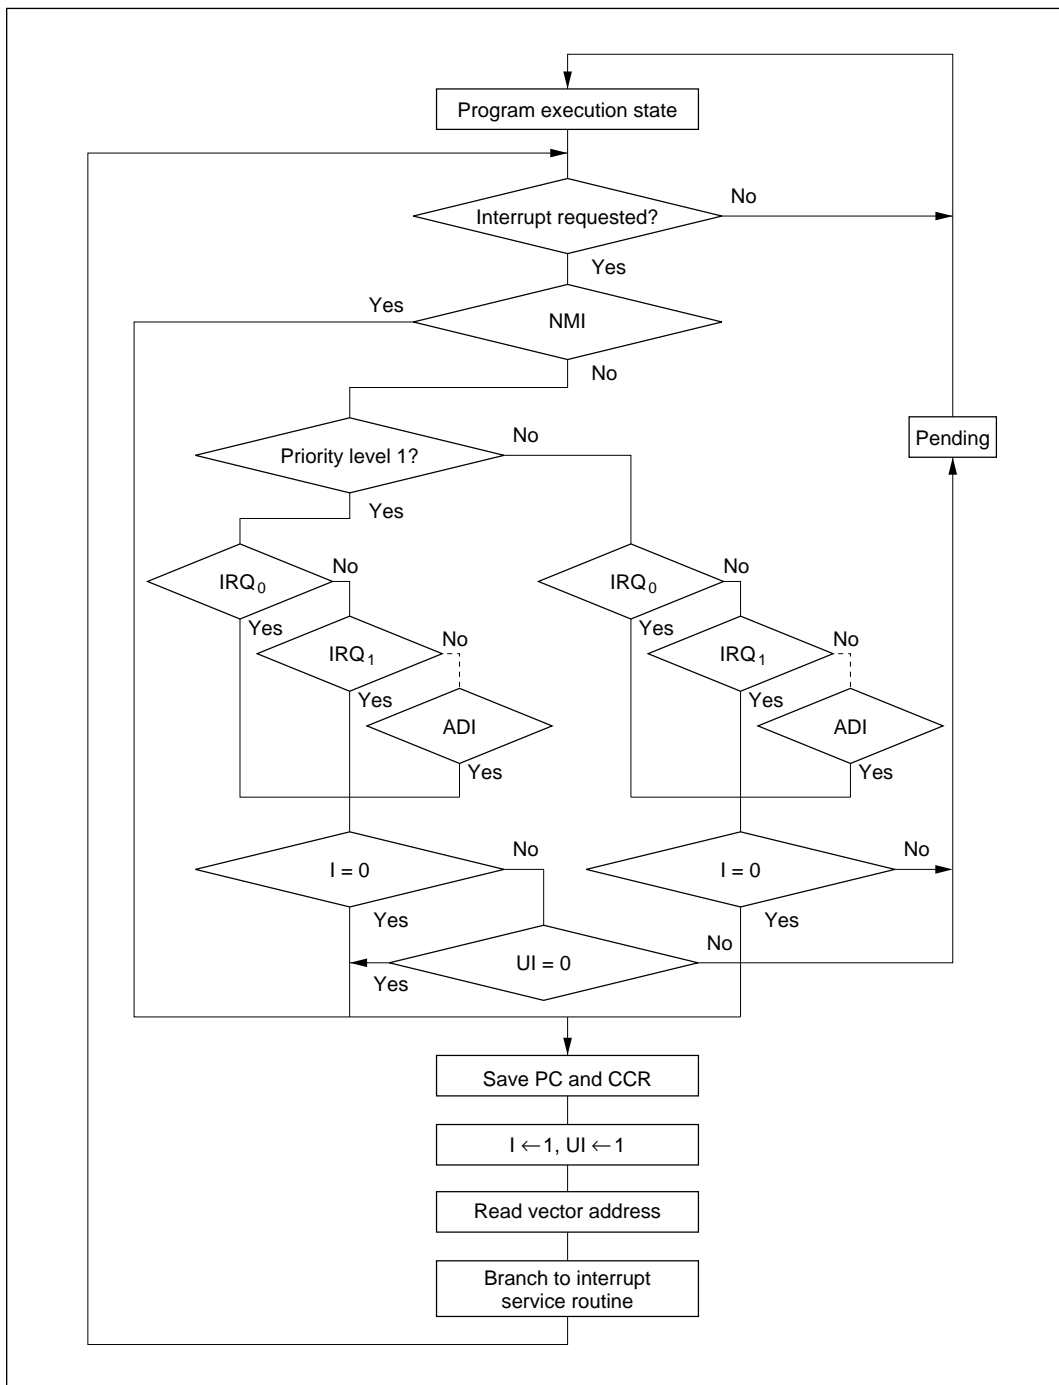 Program execution state
No
Interrupt requested?
Yes
Yes
NMI
No
No
Pending
Priority level 1?
Yes
No
No
IRQ0
IRQ0
Yes
No
Yes
No
IRQ1
IRQ1
Yes
Yes
ADI
ADI
Yes
Yes
No
No
I = 0
I = 0
Yes
Yes
No
UI = 0
Yes
Save PC and CCR
I ← 1, UI ← 1
Read vector address
Branch to interrupt
service routine